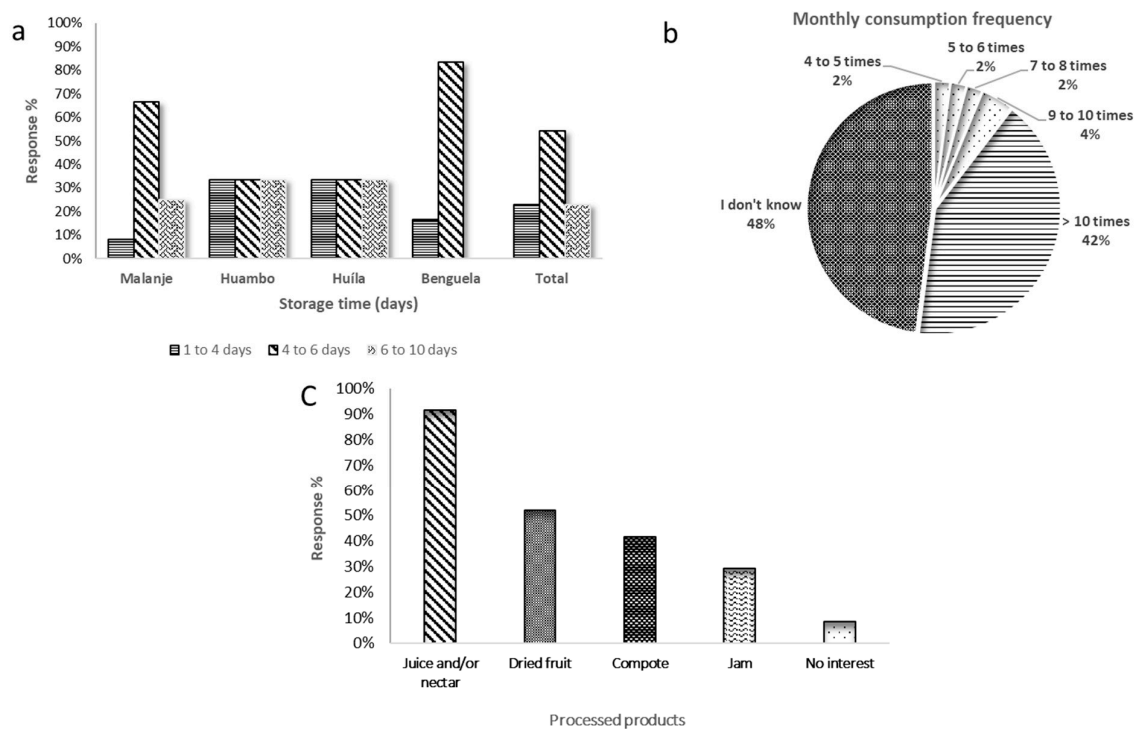 a
100%
90%
80%
70%
60%
50%
40%
30%
20%
10%
0%
Response %
Malanje Huambo Huíla Benguela Total
Storage time (days)
1 to 4 days 4 to 6 days 6 to 10 days
b
Monthly consumption frequency
4 to 5 times
2%
5 to 6 times
2%
7 to 8 times
2%
9 to 10 times
4%
> 10 times
42%
I don't know
48%
C
100%
90%
80%
70%
60%
50%
40%
30%
20%
10%
0%
Response %
Juice and/or
nectar
Dried fruit
Compote
Jam
No interest
Processed products